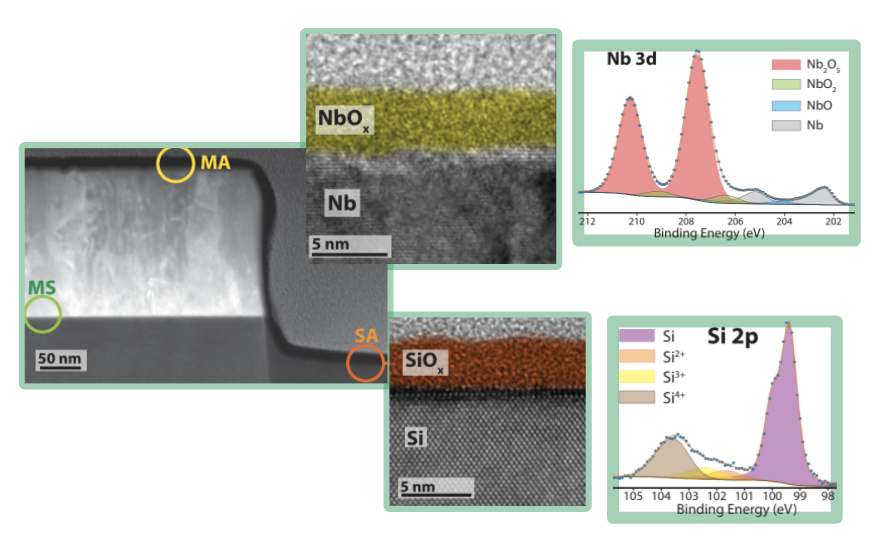 Nb 3d
Nb₂O₅
NbO₂
NbO
Nb
212 210 208 206 204 202
Binding Energy (eV)
NbOₓ
Nb
5 nm
MA
MS
SA
50 nm
SiOₓ
Si
5 nm
Si 2p
Si
Si²⁺
Si³⁺
Si⁴⁺
105 104 103 102 101 100 99 98
Binding Energy (eV)